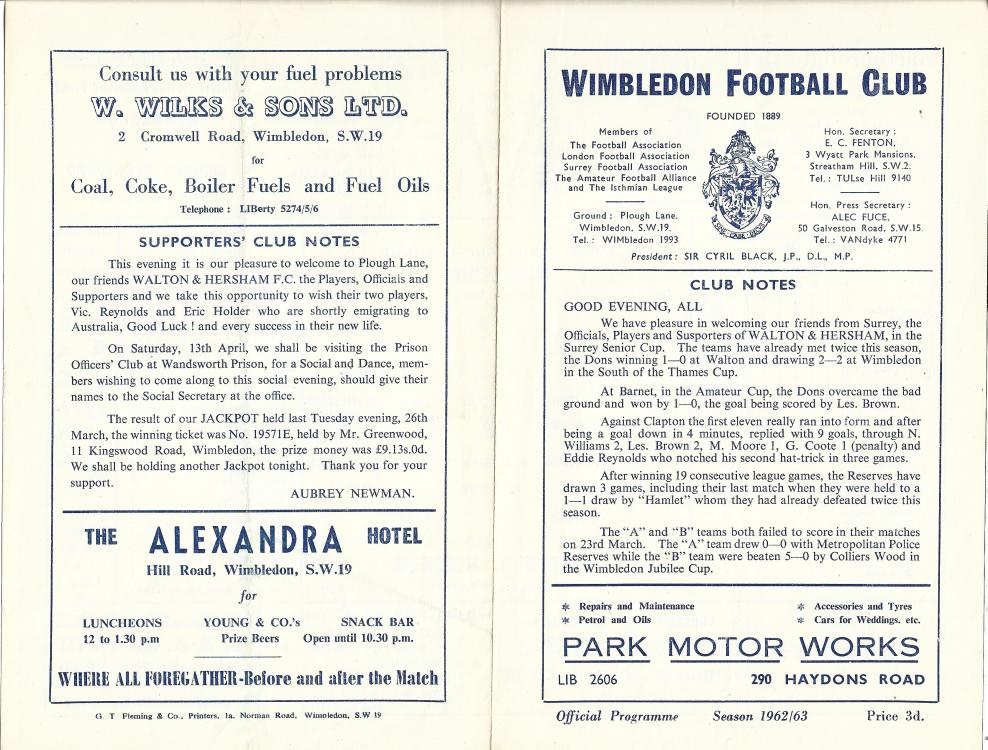 Consult us with your fuel problems
W. WILKS & SONS LTD.
2 Cromwell Road, Wimbledon, S.W.19
for
Coal, Coke, Boiler Fuels and Fuel Oils
Telephone : LIBerty 5274/5/6
SUPPORTERS' CLUB NOTES
This evening it is our pleasure to welcome to Plough Lane,
our friends WALTON & HERSHAM F.C. the Players, Officials and
Supporters and we take this opportunity to wish their two players,
Vic. Reynolds and Eric Holder who are shortly emigrating to
Australia, Good Luck ! and every success in their new life.
On Saturday, 13th April, we shall be visiting the Prison
Officers' Club at Wandsworth Prison, for a Social and Dance, mem-
bers wishing to come along to this social evening, should give their
names to the Social Secretary at the office.
The result of our JACKPOT held last Tuesday evening, 26th
March, the winning ticket was No. 19571E, held by Mr. Greenwood,
11 Kingswood Road, Wimbledon, the prize money was £9.13s.0d.
We shall be holding another Jackpot tonight. Thank you for your
support.
AUBREY NEWMAN.
THE ALEXANDRA HOTEL
Hill Road, Wimbledon, S.W.19
for
LUNCHEONS YOUNG & CO.'s SNACK BAR
12 to 1.30 p.m Prize Beers Open until 10.30 p.m.
WHERE ALL FOREGATHER-Before and after the Match
G. T Fleming & Co., Printers, 1a. Norman Road, Wimbledon, S.W 19
WIMBLEDON FOOTBALL CLUB
FOUNDED 1889
Members of
The Football Association
London Football Association
Surrey Football Association
The Amateur Football Alliance
and The Isthmian League
Ground : Plough Lane,
Wimbledon, S.W.19.
Tel. : WIMbledon 1993
Hon. Secretary :
E. C. FENTON,
3 Wyatt Park Mansions,
Streatham Hill, S.W.2.
Tel. : TULse Hill 9140
Hon. Press Secretary :
ALEC FUCE,
50 Galveston Road, S.W.15.
Tel. : VANdyke 4771
President : SIR CYRIL BLACK, J.P., D.L., M.P.
CLUB NOTES
GOOD EVENING, ALL
We have pleasure in welcoming our friends from Surrey, the
Officials, Players and Susporters of WALTON & HERSHAM, in the
Surrey Senior Cup. The teams have already met twice this season,
the Dons winning 1—0 at Walton and drawing 2—2 at Wimbledon
in the South of the Thames Cup.
At Barnet, in the Amateur Cup, the Dons overcame the bad
ground and won by 1—0, the goal being scored by Les. Brown.
Against Clapton the first eleven really ran into form and after
being a goal down in 4 minutes, replied with 9 goals, through N.
Williams 2, Les. Brown 2, M. Moore 1, G. Coote 1 (penalty) and
Eddie Reynolds who notched his second hat-trick in three games.
After winning 19 consecutive league games, the Reserves have
drawn 3 games, including their last match when they were held to a
1—1 draw by "Hamlet" whom they had already defeated twice this
season.
The "A" and "B" teams both failed to score in their matches
on 23rd March. The "A" team drew 0—0 with Metropolitan Police
Reserves while the "B" team were beaten 5—0 by Colliers Wood in
the Wimbledon Jubilee Cup.
* Repairs and Maintenance * Accessories and Tyres
* Petrol and Oils * Cars for Weddings. etc.
PARK MOTOR WORKS
LIB 2606 290 HAYDONS ROAD
Official Programme Season 1962/63 Price 3d.